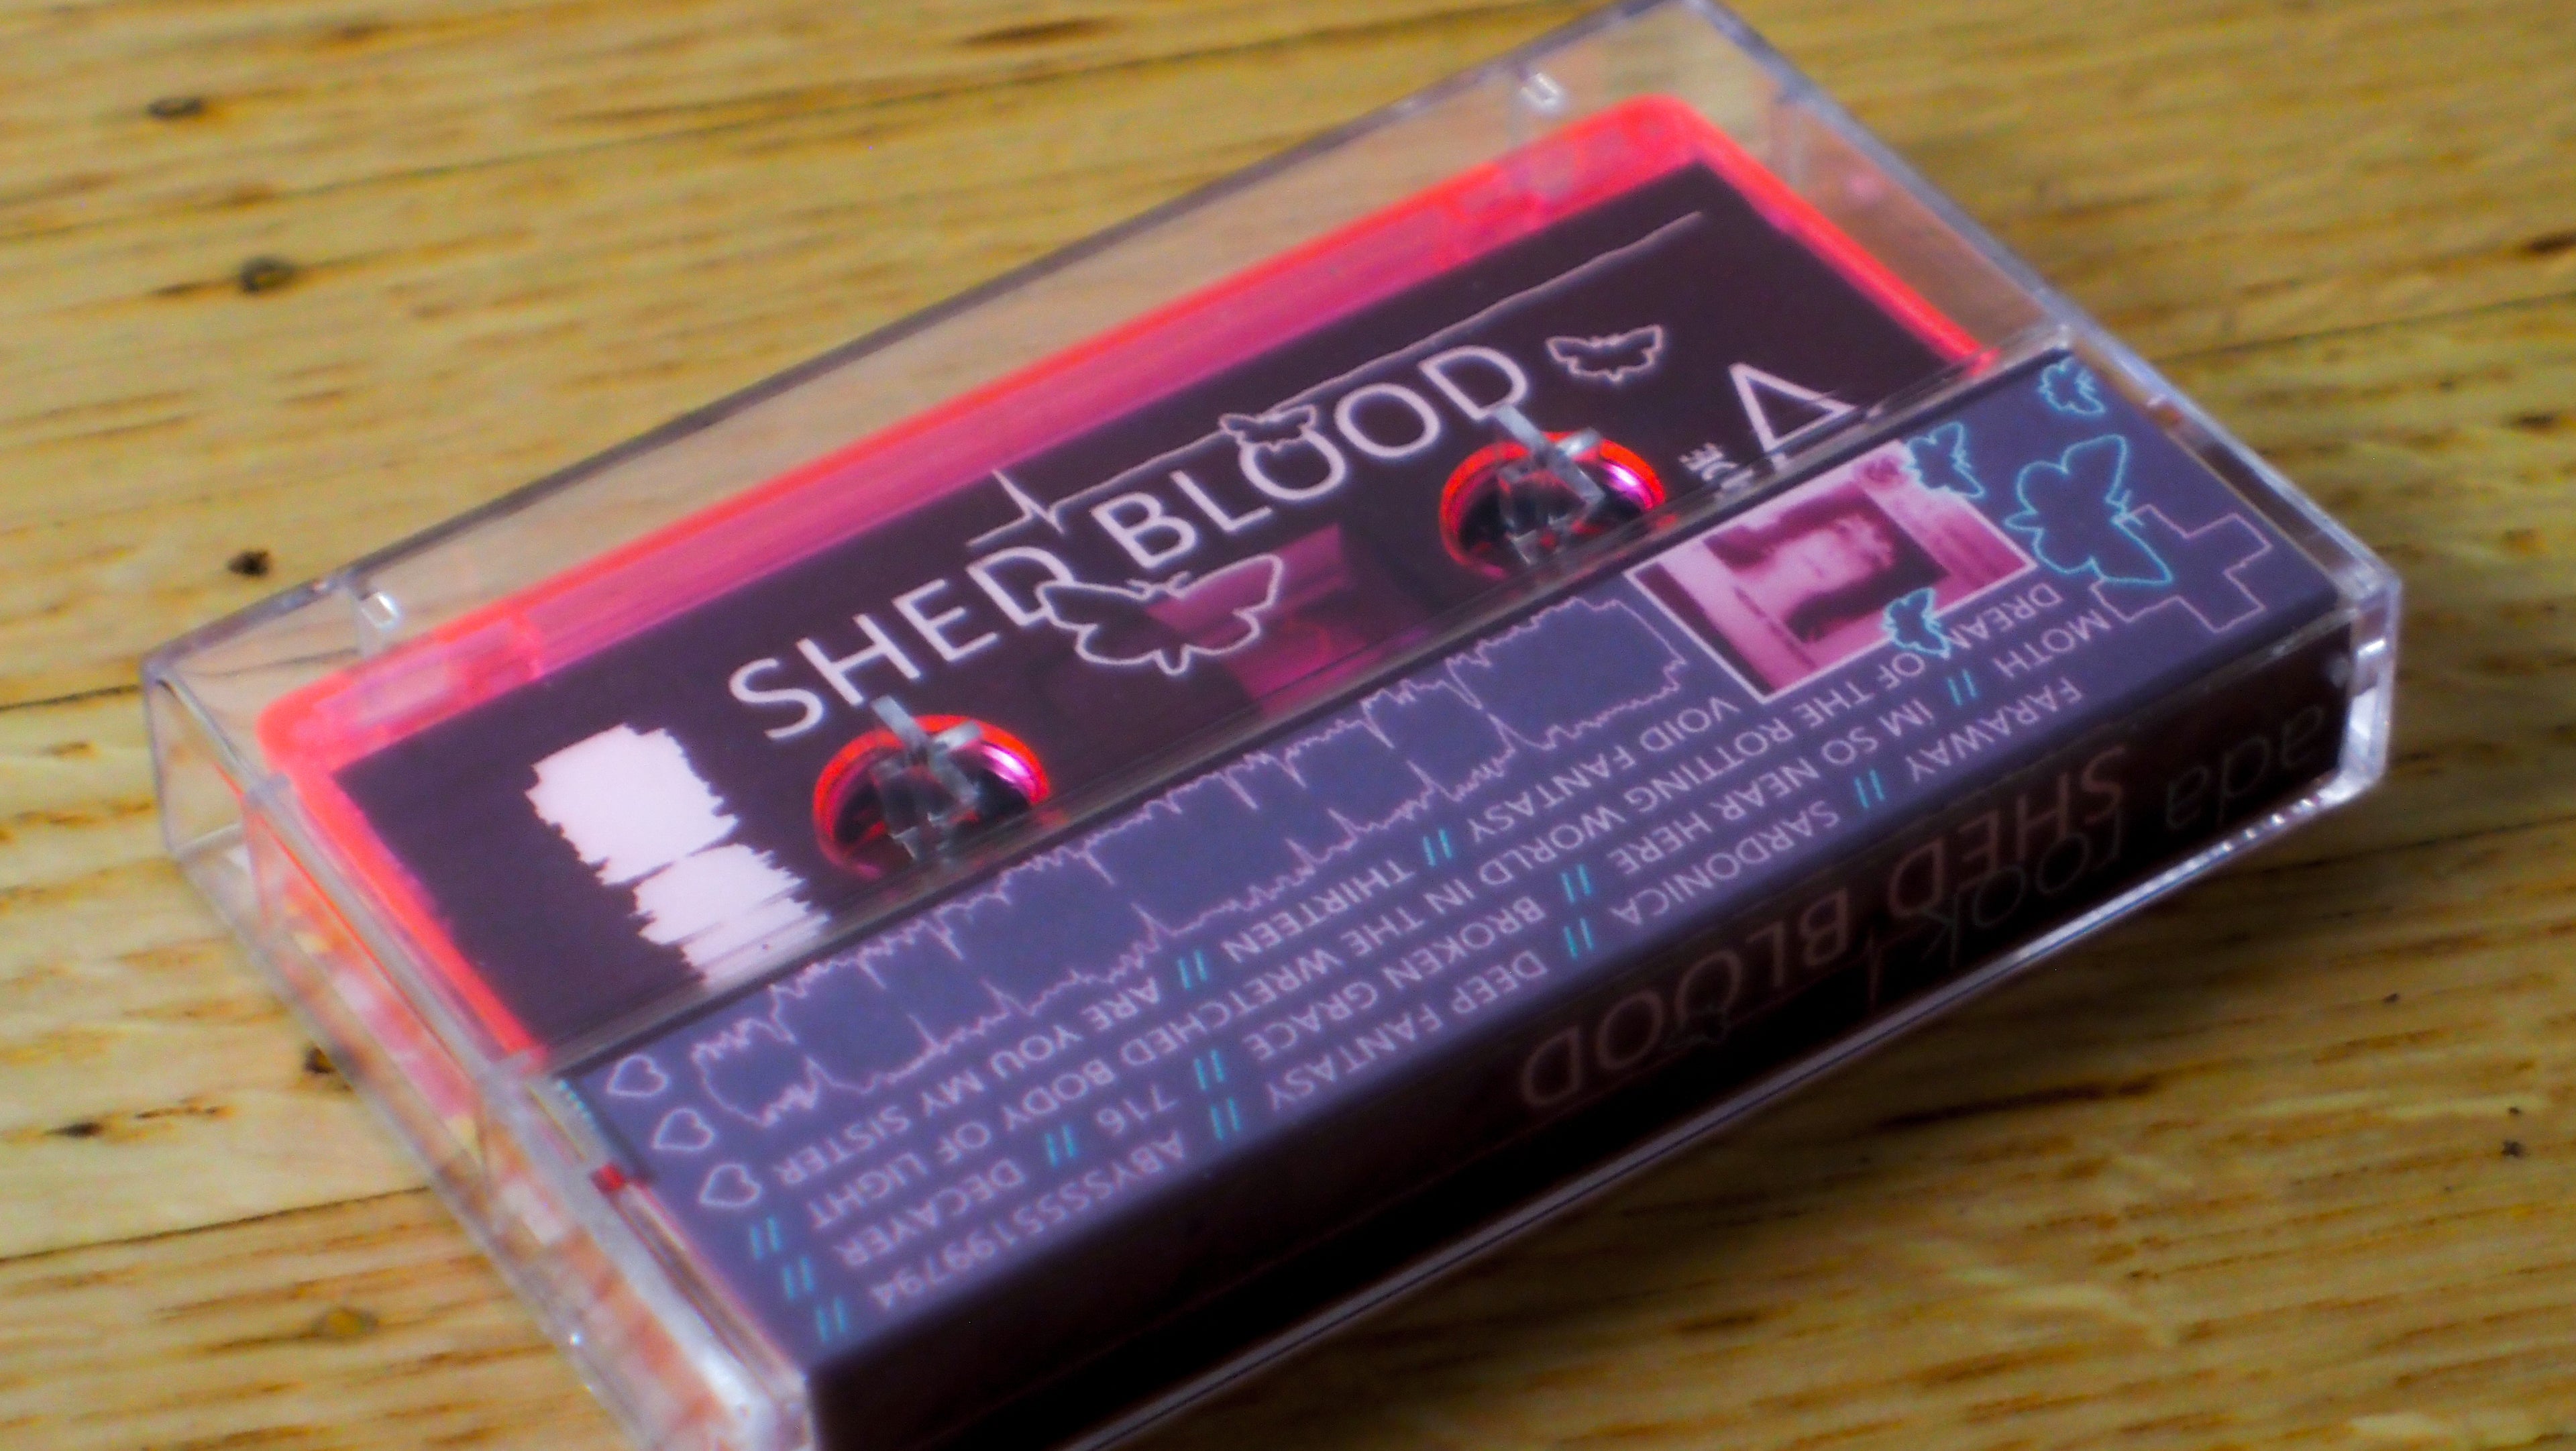 SHED BLOOD
A
ada rook
SHED BLOOD
FARAWAY // SARDONICA // DEEP FANTASY // //
MOTH // IM SO NEAR HERE // BROKEN GRACE // 716 // DECAYER //
DREAM OF THE ROTTING WORLD IN THE WRETCHED BODY OF LIGHT //
VOID FANTASY // THIRTEEN // ARE YOU MY SISTER